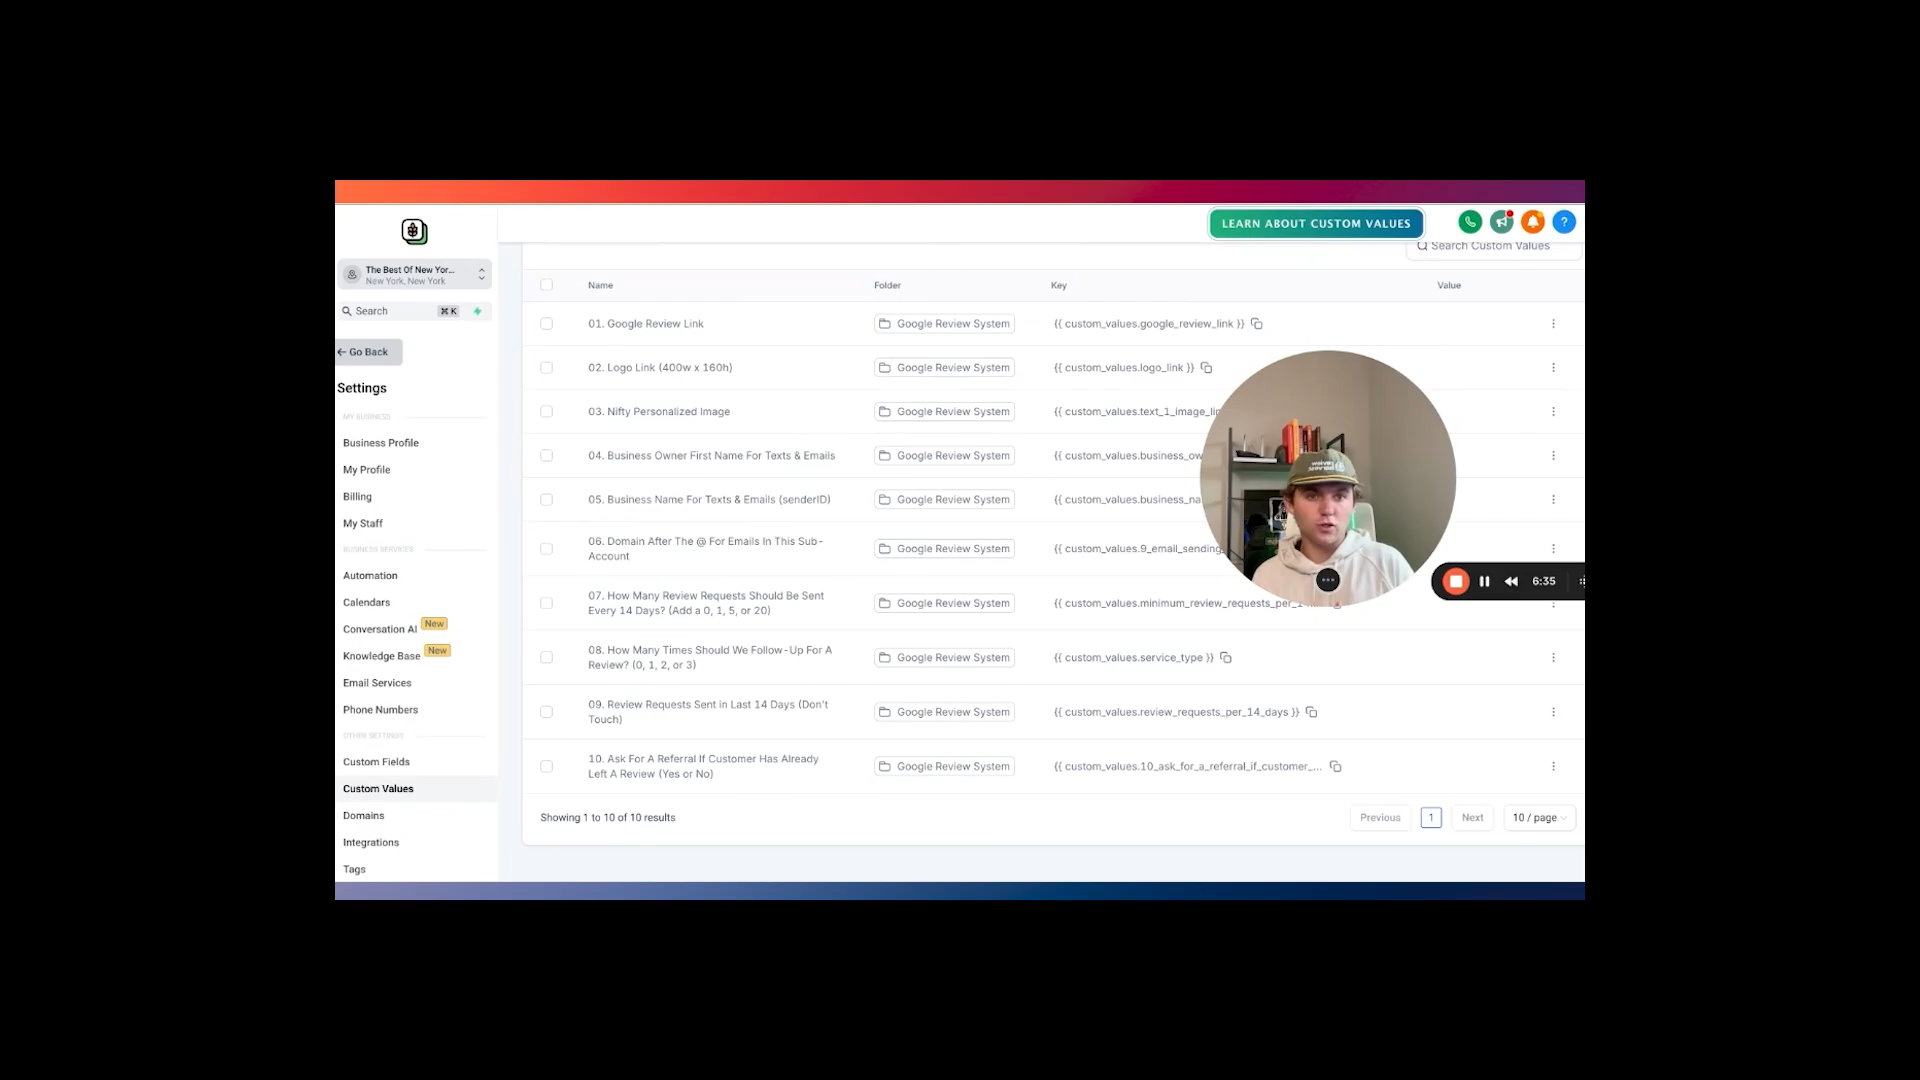 LEARN ABOUT CUSTOM VALUES
?
The Best Of New Yor...
New York, New York
Search Custom Values
Search
⌘ K
Name
Folder
Key
Value
01. Google Review Link
Google Review System
{{ custom_values.google_review_link }}
← Go Back
02. Logo Link (400w x 160h)
Google Review System
{{ custom_values.logo_link }}
Settings
03. Nifty Personalized Image
Google Review System
{{ custom_values.text_1_image_lin
MY BUSINESS
Business Profile
04. Business Owner First Name For Texts & Emails
Google Review System
{{ custom_values.business_ow
My Profile
Billing
05. Business Name For Texts & Emails (senderID)
Google Review System
{{ custom_values.business_na
My Staff
BUSINESS SERVICES
06. Domain After The @ For Emails In This Sub-
Account
Google Review System
{{ custom_values.9_email_sending_
Automation
6:35
Calendars
07. How Many Review Requests Should Be Sent
Every 14 Days? (Add a 0, 1, 5, or 20)
Google Review System
{{ custom_values.minimum_review_requests_per_1
Conversation AI New
Knowledge Base New
08. How Many Times Should We Follow-Up For A
Review? (0, 1, 2, or 3)
Google Review System
{{ custom_values.service_type }}
Email Services
Phone Numbers
09. Review Requests Sent in Last 14 Days (Don't
Touch)
Google Review System
{{ custom_values.review_requests_per_14_days }}
OTHER SETTINGS
Custom Fields
10. Ask For A Referral If Customer Has Already
Left A Review (Yes or No)
Google Review System
{{ custom_values.10_ask_for_a_referral_if_customer_...
Custom Values
Domains
Showing 1 to 10 of 10 results
Previous
1
Next
10 / page
Integrations
Tags